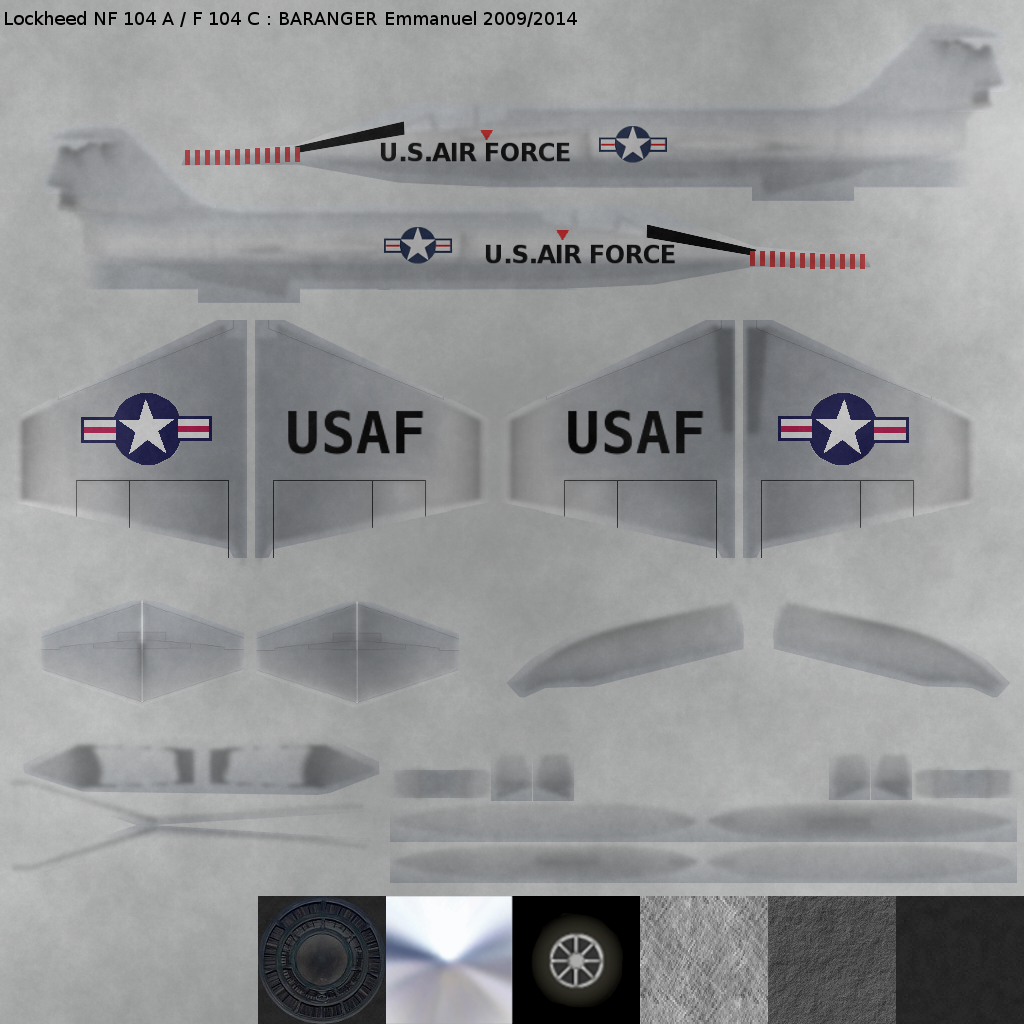 Lockheed NF 104 A / F 104 C : BARANGER Emmanuel 2009/2014
U.S.AIR FORCE
U.S.AIR FORCE
USAF
USAF